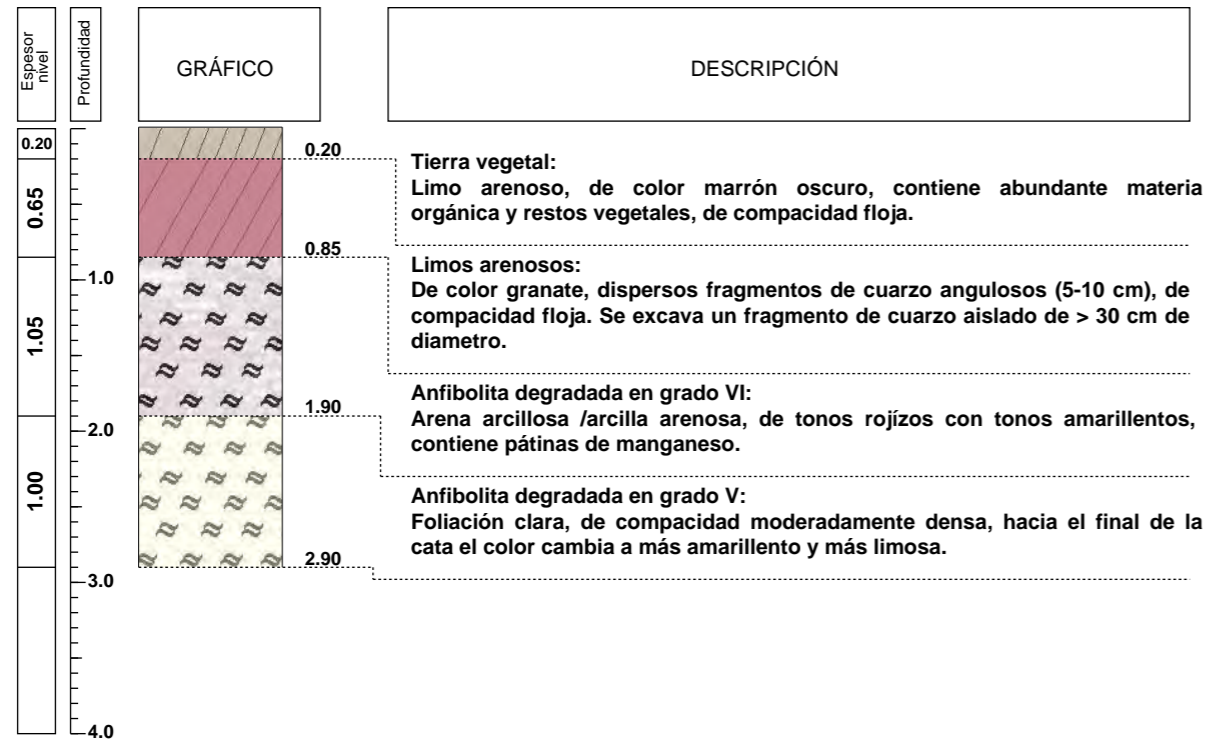 Espesor
nivel
Profundidad
GRÁFICO
DESCRIPCIÓN
0.20
0.65
1.05
1.00
1.0
2.0
3.0
4.0
0.20
0.85
1.90
2.90
Tierra vegetal:
Limo arenoso, de color marrón oscuro, contiene abundante materia
orgánica y restos vegetales, de compacidad floja.
Limos arenosos:
De color granate, dispersos fragmentos de cuarzo angulosos (5-10 cm), de
compacidad floja. Se excava un fragmento de cuarzo aislado de > 30 cm de
diametro.
Anfibolita degradada en grado VI:
Arena arcillosa /arcilla arenosa, de tonos rojízos con tonos amarillentos,
contiene pátinas de manganeso.
Anfibolita degradada en grado V:
Foliación clara, de compacidad moderadamente densa, hacia el final de la
cata el color cambia a más amarillento y más limosa.